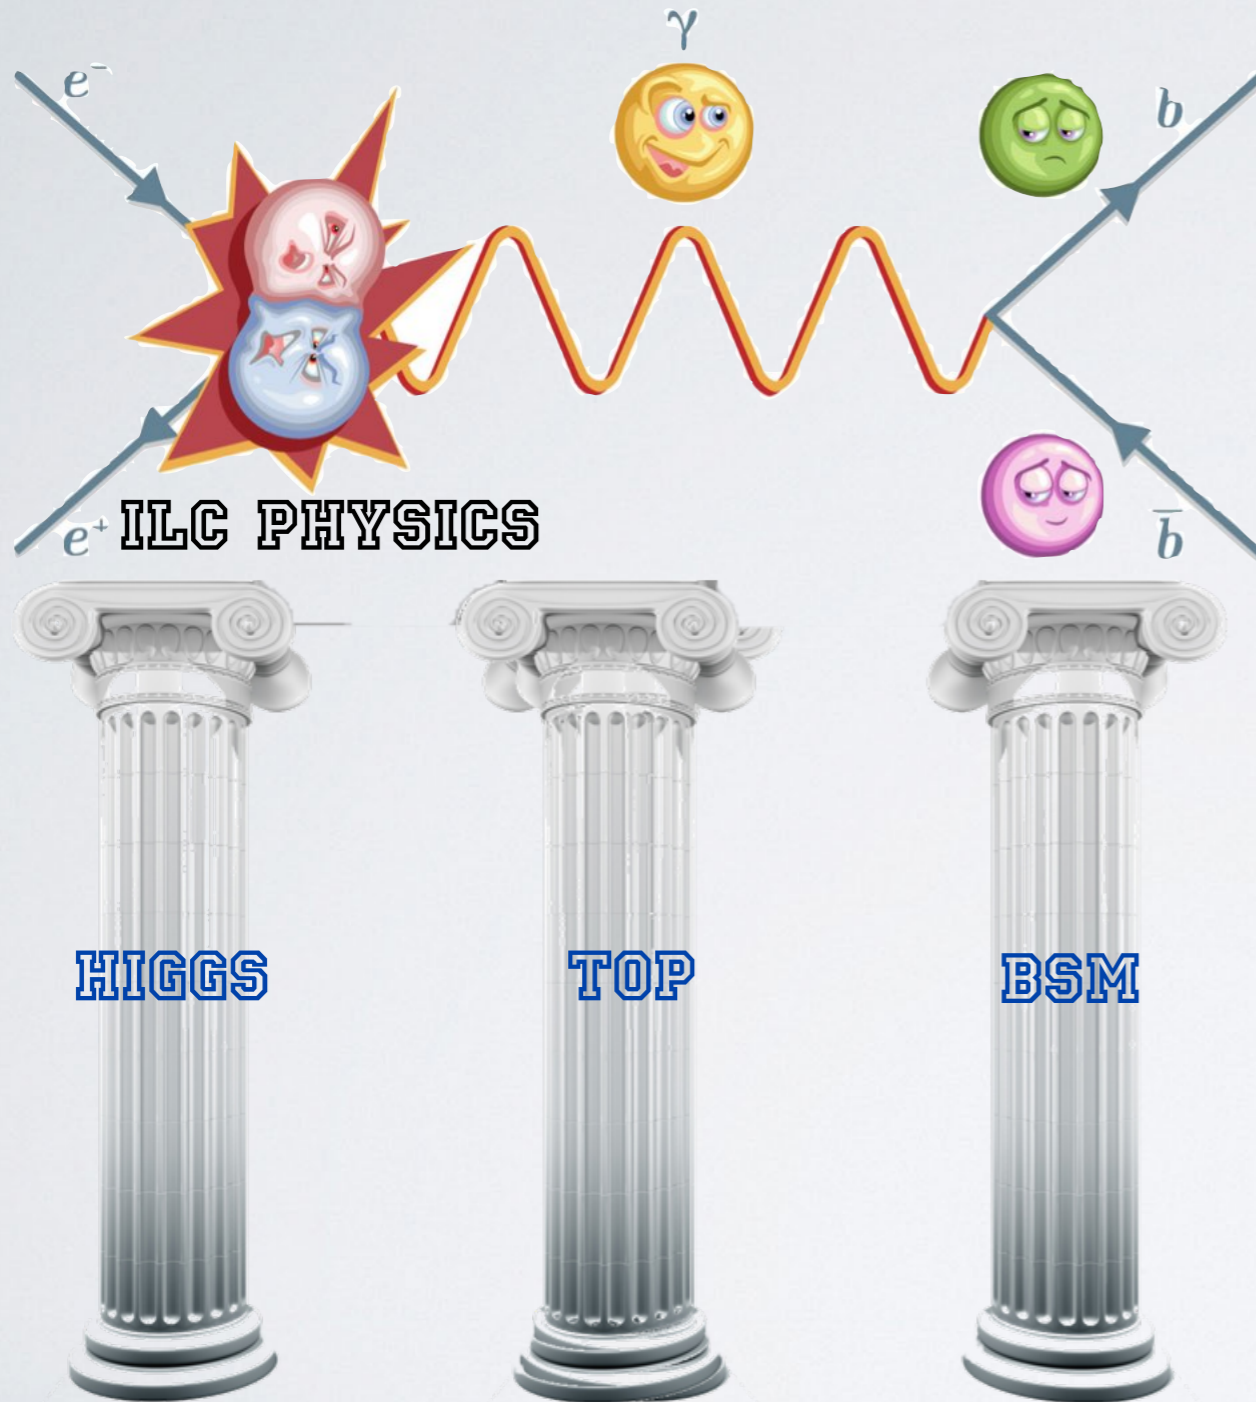 γ
e⁻
b
e⁺
ILC PHYSICS
b̄
HIGGS
TOP
BSM